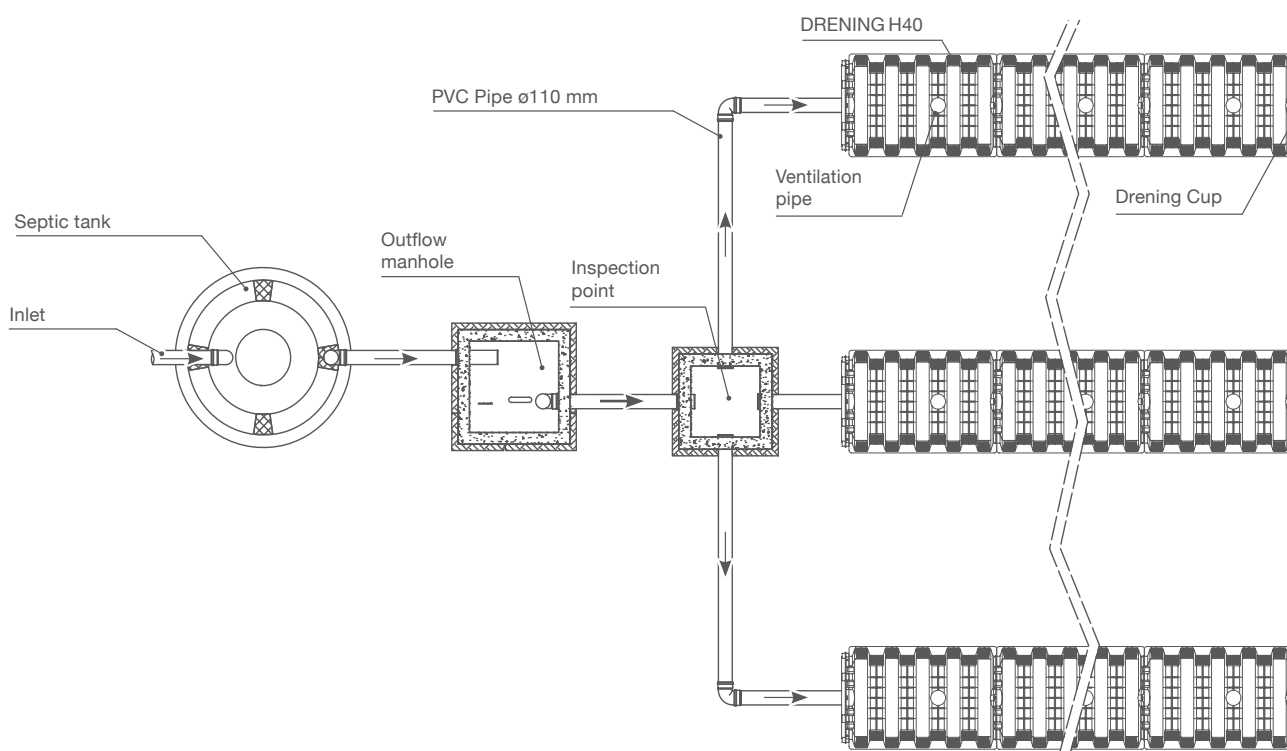 DRENING H40
PVC Pipe ø110 mm
Ventilation
pipe
Drening Cup
Septic tank
Outflow
manhole
Inspection
point
Inlet